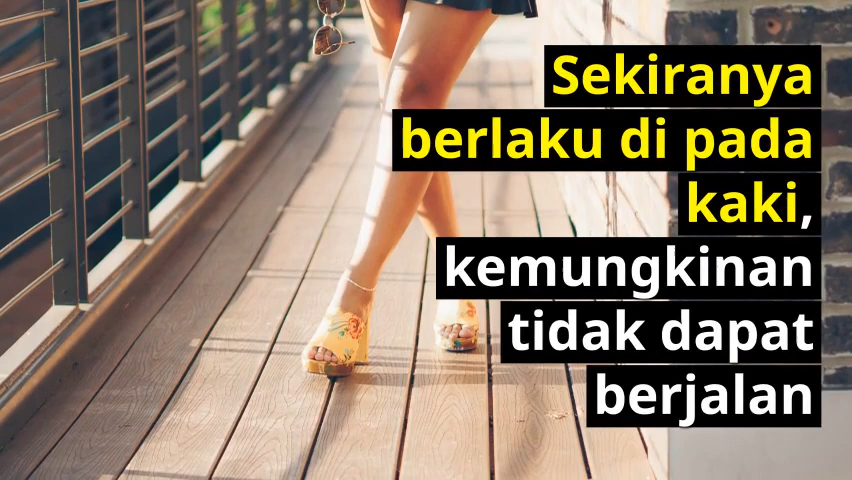 Sekiranya
berlaku di pada
kaki,
kemungkinan
tidak dapat
berjalan